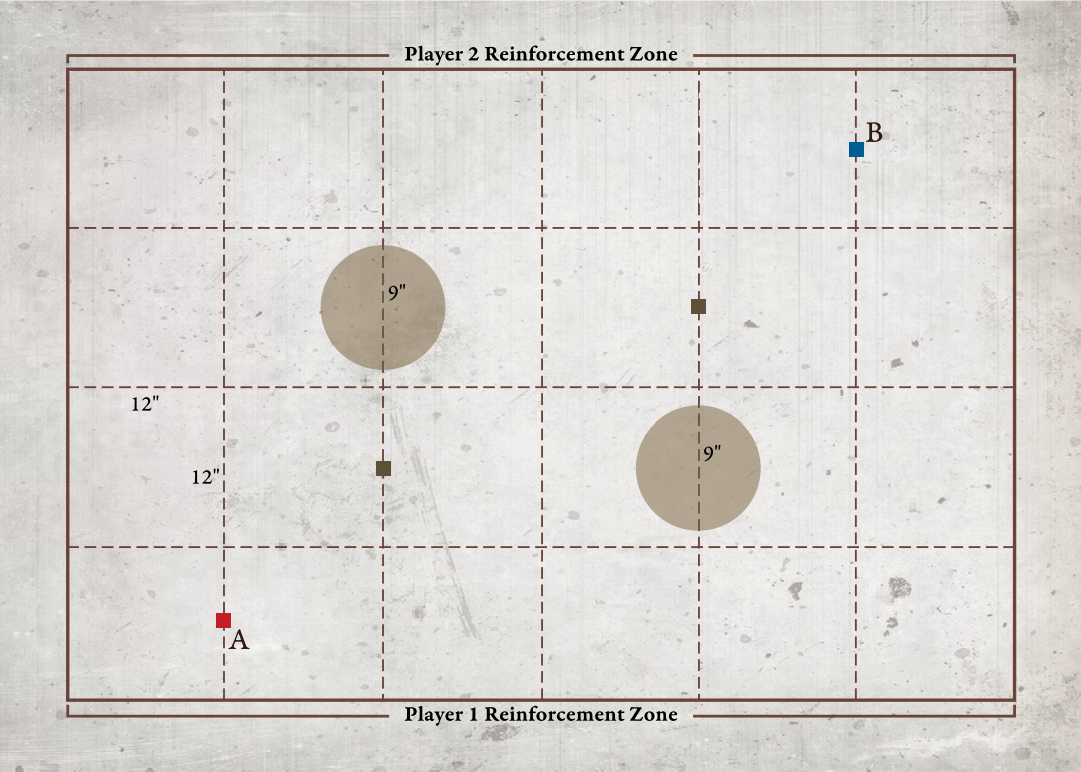 Player 2 Reinforcement Zone
B
9"
12"
9"
12"
A
Player 1 Reinforcement Zone